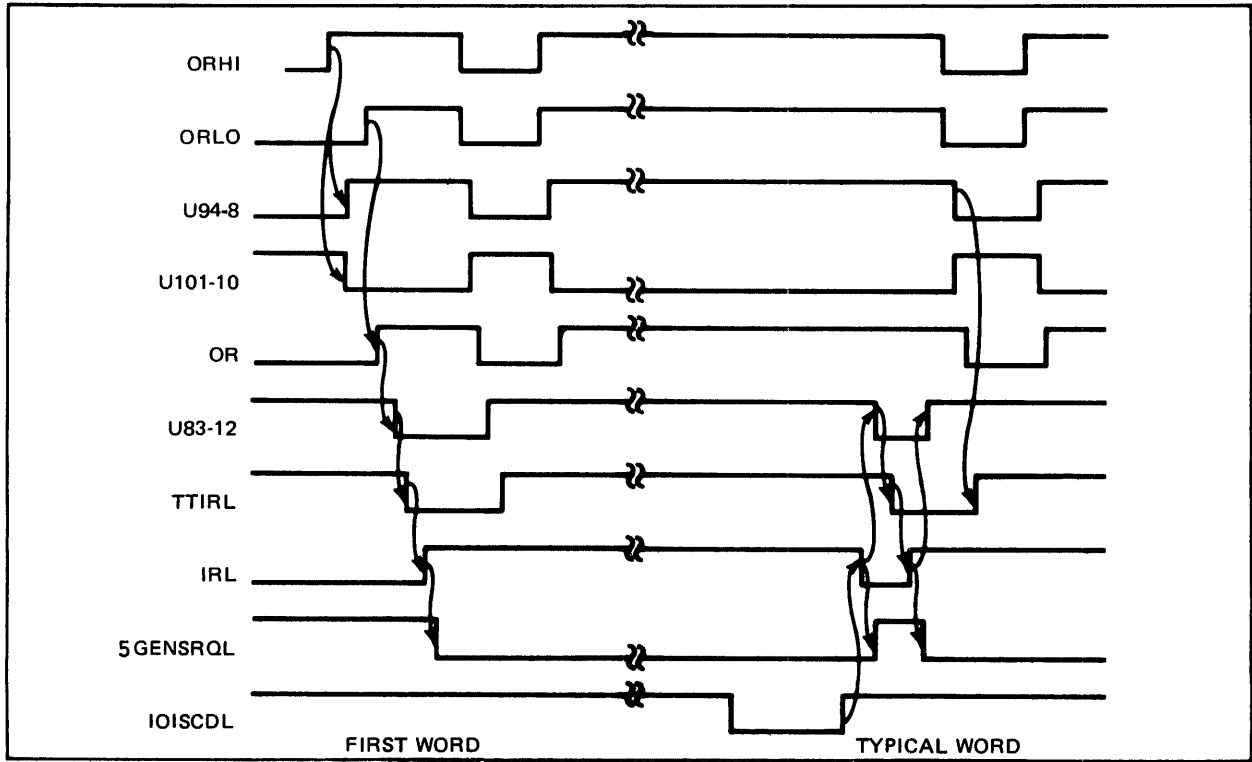 ORHI
ORLO
U94-8
U101-10
OR
U83-12
TTIRL
IRL
5GENSRQL
IOISCDL
FIRST WORD
TYPICAL WORD